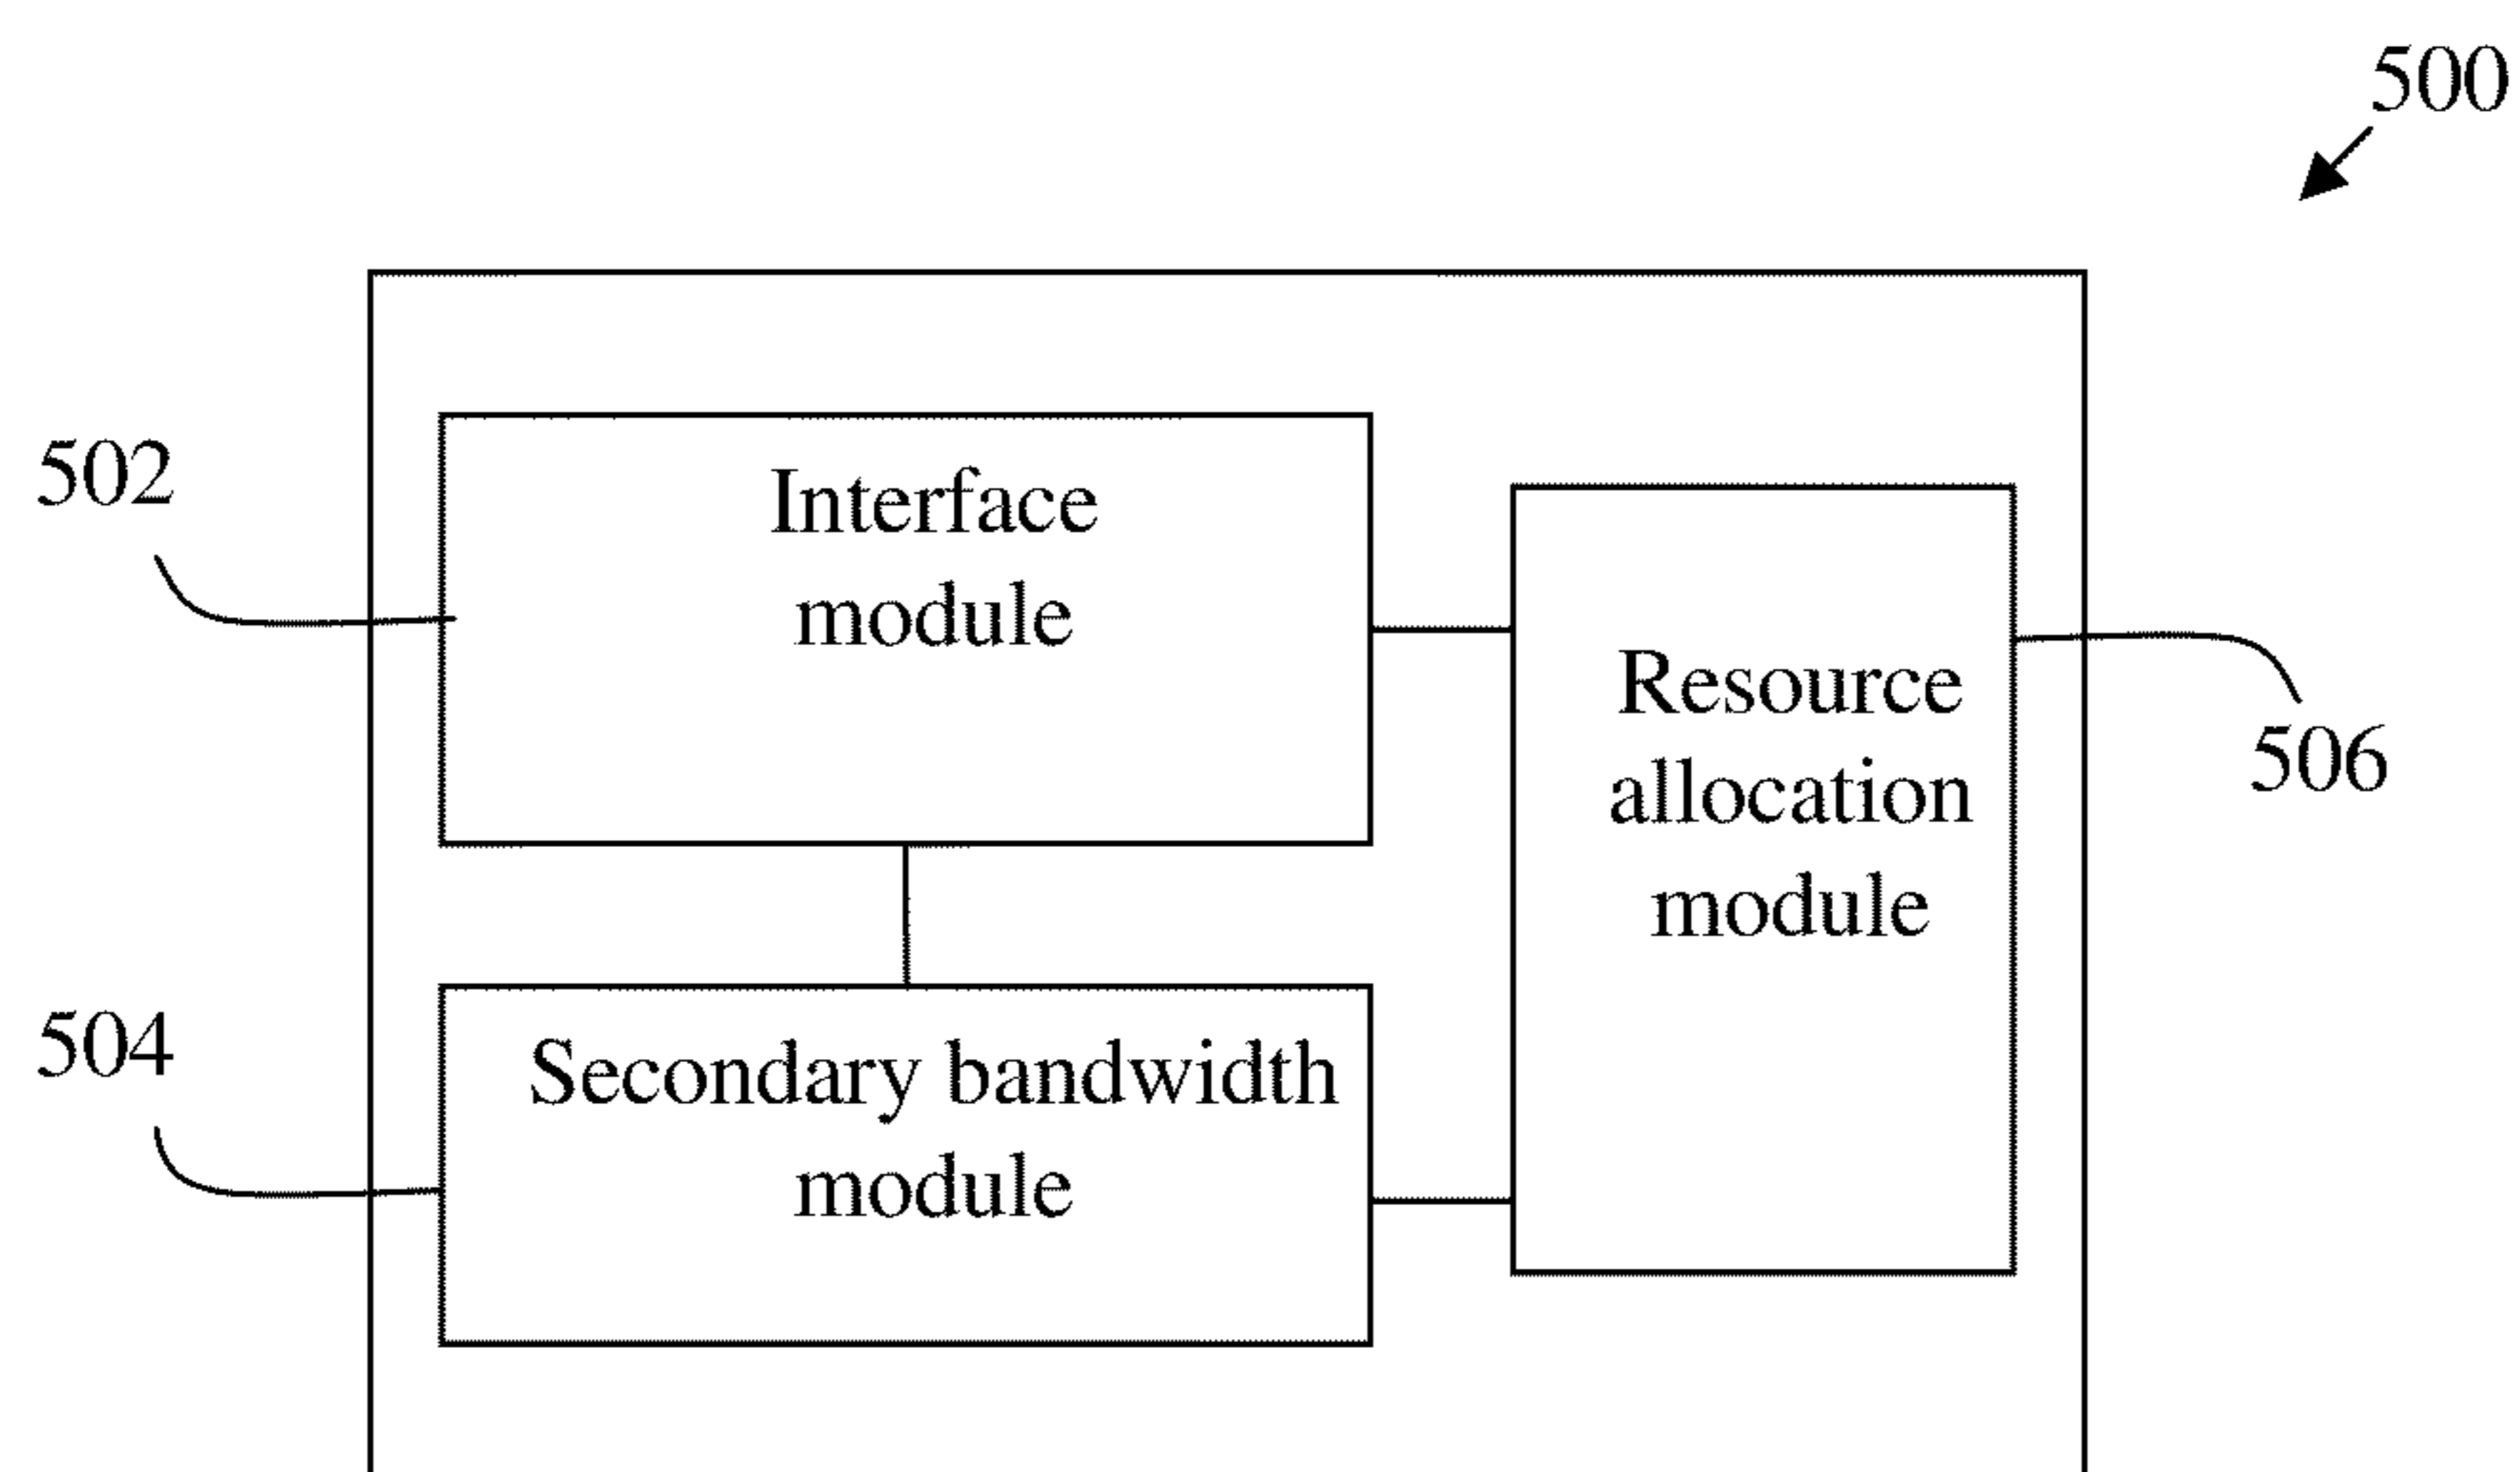 500
502
Interface
module
Resource
allocation
module
506
504
Secondary bandwidth
module